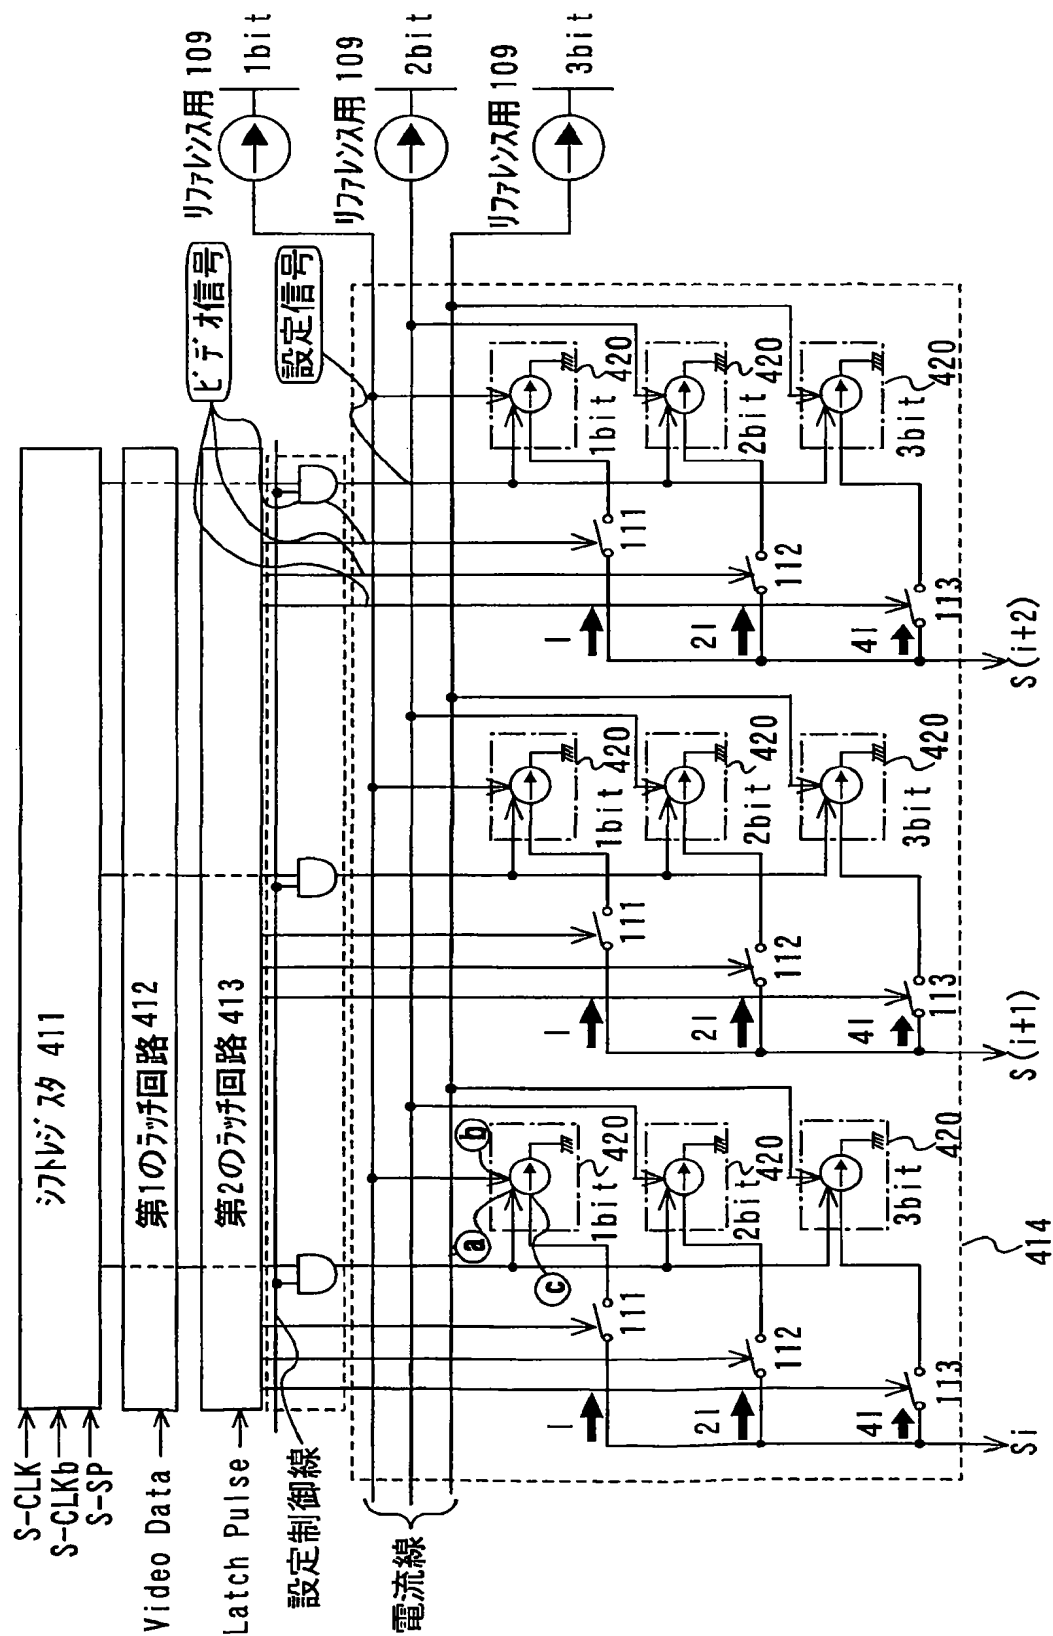 S-CLK
S-CLKb
S-SP
シフトレジスタ 411
Video Data
第1のラッチ回路 412
Latch Pulse
第2のラッチ回路 413
設定制御線
電流線
ビデオ信号
設定信号
リファレンス用 109
1bit
リファレンス用 109
2bit
リファレンス用 109
3bit
a
b
c
420
1bit
420
2bit
420
3bit
111
112
113
I
2I
4I
Si
420
1bit
420
2bit
420
3bit
111
112
113
I
2I
4I
S(i+1)
420
1bit
420
2bit
420
3bit
111
112
113
I
2I
4I
S(i+2)
414